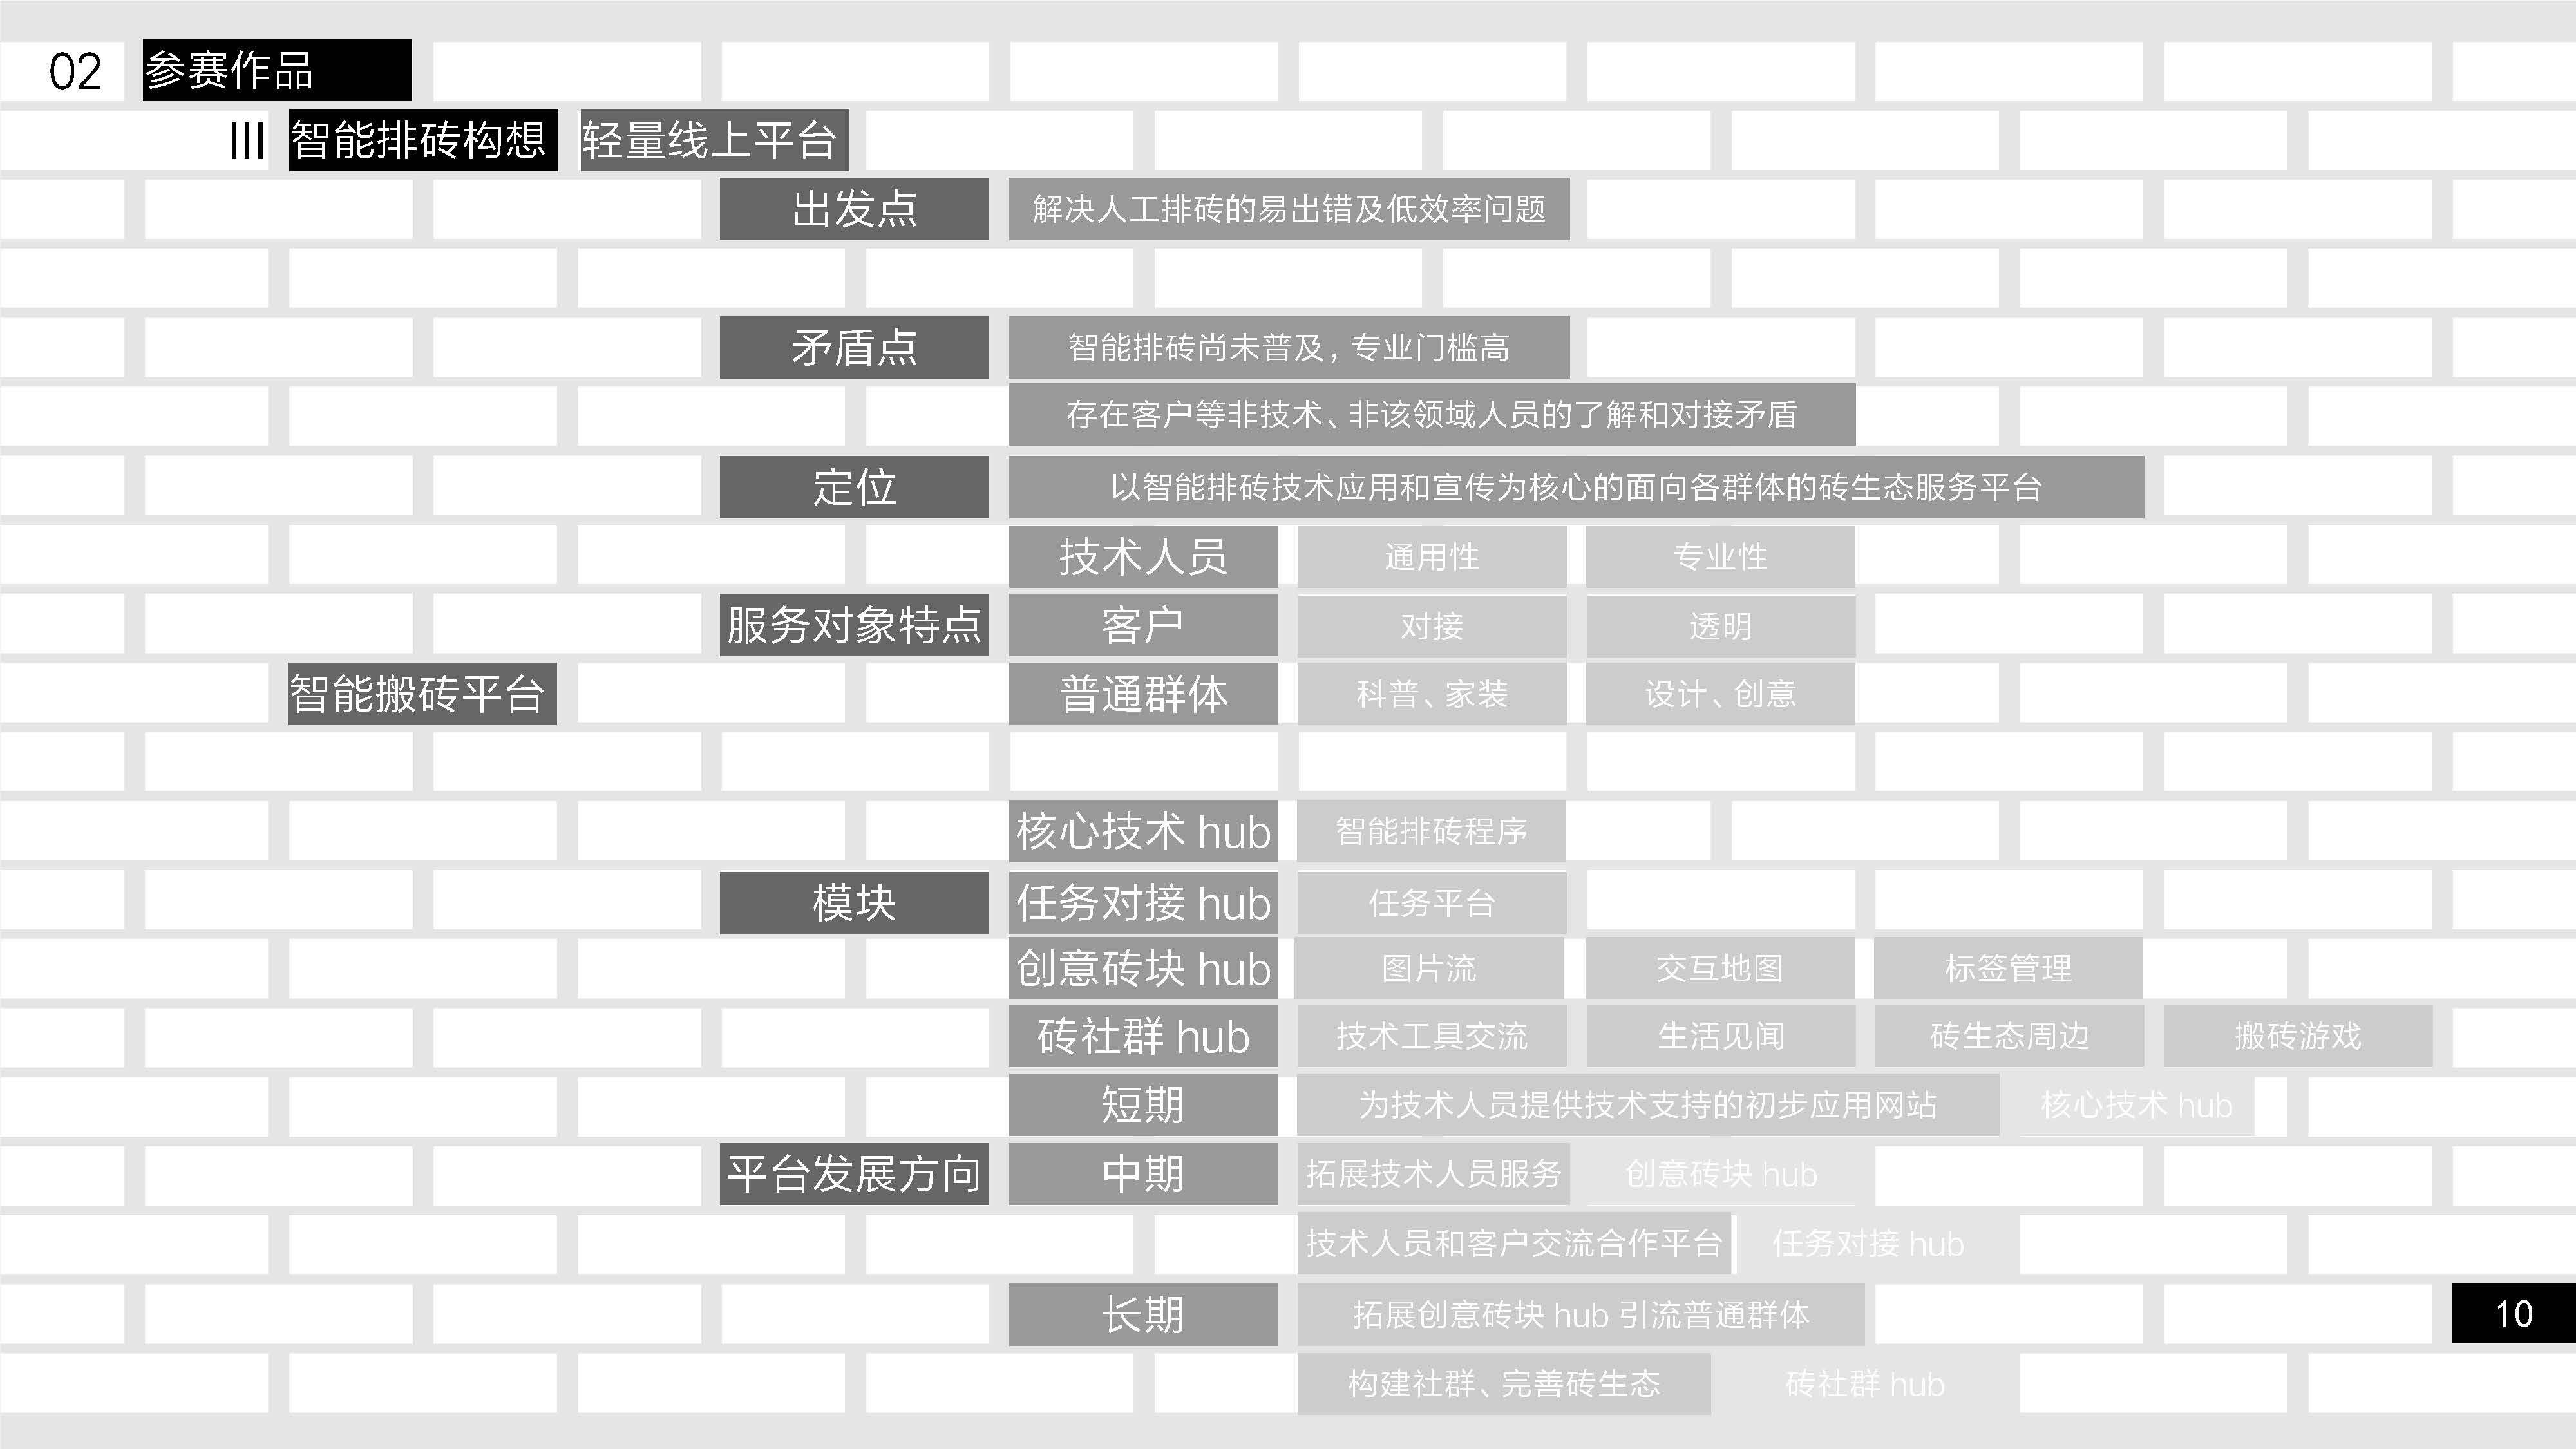 02 参赛作品
III 智能排砖构想 轻量线上平台
出发点 解决人工排砖的易出错及低效率问题
矛盾点 智能排砖尚未普及，专业门槛高
存在客户等非技术、非该领域人员的了解和对接矛盾
定位 以智能排砖技术应用和宣传为核心的面向各群体的砖生态服务平台
技术人员 通用性 专业性
服务对象特点 客户 对接 透明
智能搬砖平台 普通群体 科普、家装 设计、创意
核心技术 hub 智能排砖程序
模块 任务对接 hub 任务平台
创意砖块 hub 图片流 交互地图 标签管理
砖社群 hub 技术工具交流 生活见闻 砖生态周边 搬砖游戏
短期 为技术人员提供技术支持的初步应用网站 核心技术 hub
平台发展方向 中期 拓展技术人员服务 创意砖块 hub
技术人员和客户交流合作平台 任务对接 hub
长期 拓展创意砖块 hub 引流普通群体 10
构建社群、完善砖生态 砖社群 hub